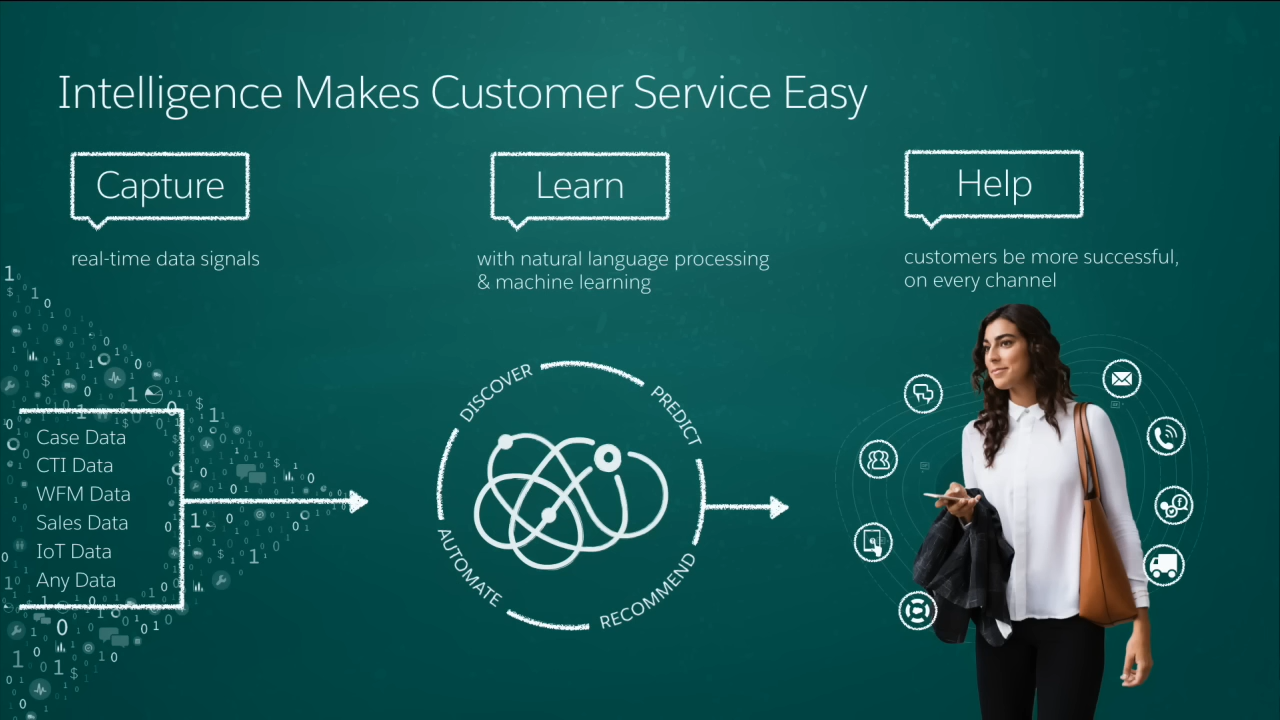 Intelligence Makes Customer Service Easy
Capture
real-time data signals
Case Data
CTI Data
WFM Data
Sales Data
IoT Data
Any Data
Learn
with natural language processing
& machine learning
DISCOVER
PREDICT
RECOMMEND
AUTOMATE
Help
customers be more successful,
on every channel